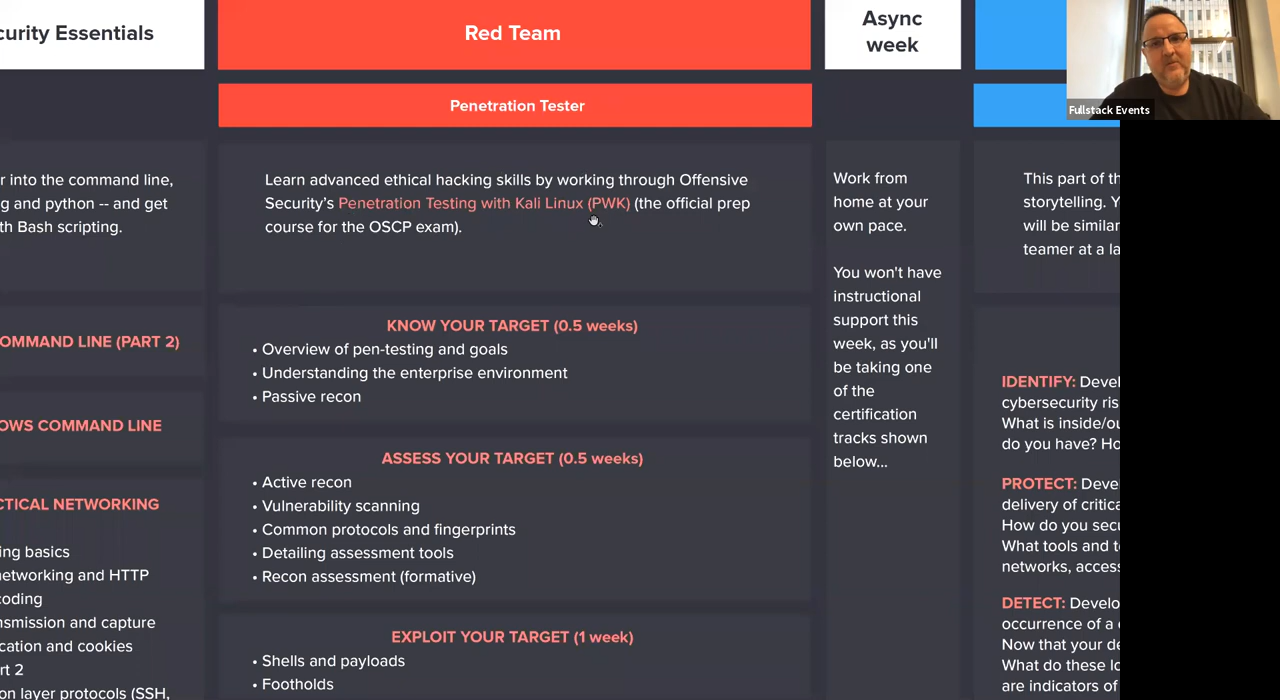 curity Essentials
Red Team
Async
week
Fullstack Events
Penetration Tester
r into the command line,
g and python -- and get
th Bash scripting.
Learn advanced ethical hacking skills by working through Offensive
Security's Penetration Testing with Kali Linux (PWK) (the official prep
course for the OSCP exam).
Work from
home at your
own pace.
You won't have
instructional
support this
week, as you'll
be taking one
of the
certification
tracks shown
below...
This part of th
storytelling. Y
will be similar
teamer at a la
OMMAND LINE (PART 2)
OWS COMMAND LINE
CTICAL NETWORKING
ing basics
networking and HTTP
coding
nsmission and capture
ication and cookies
rt 2
on layer protocols (SSH,
KNOW YOUR TARGET (0.5 weeks)
• Overview of pen-testing and goals
• Understanding the enterprise environment
• Passive recon
ASSESS YOUR TARGET (0.5 weeks)
• Active recon
• Vulnerability scanning
• Common protocols and fingerprints
• Detailing assessment tools
• Recon assessment (formative)
EXPLOIT YOUR TARGET (1 week)
• Shells and payloads
• Footholds
IDENTIFY: Devel
cybersecurity ris
What is inside/ou
do you have? Ho
PROTECT: Deve
delivery of critica
How do you secu
What tools and te
networks, access
DETECT: Develo
occurrence of a c
Now that your de
What do these lo
are indicators of